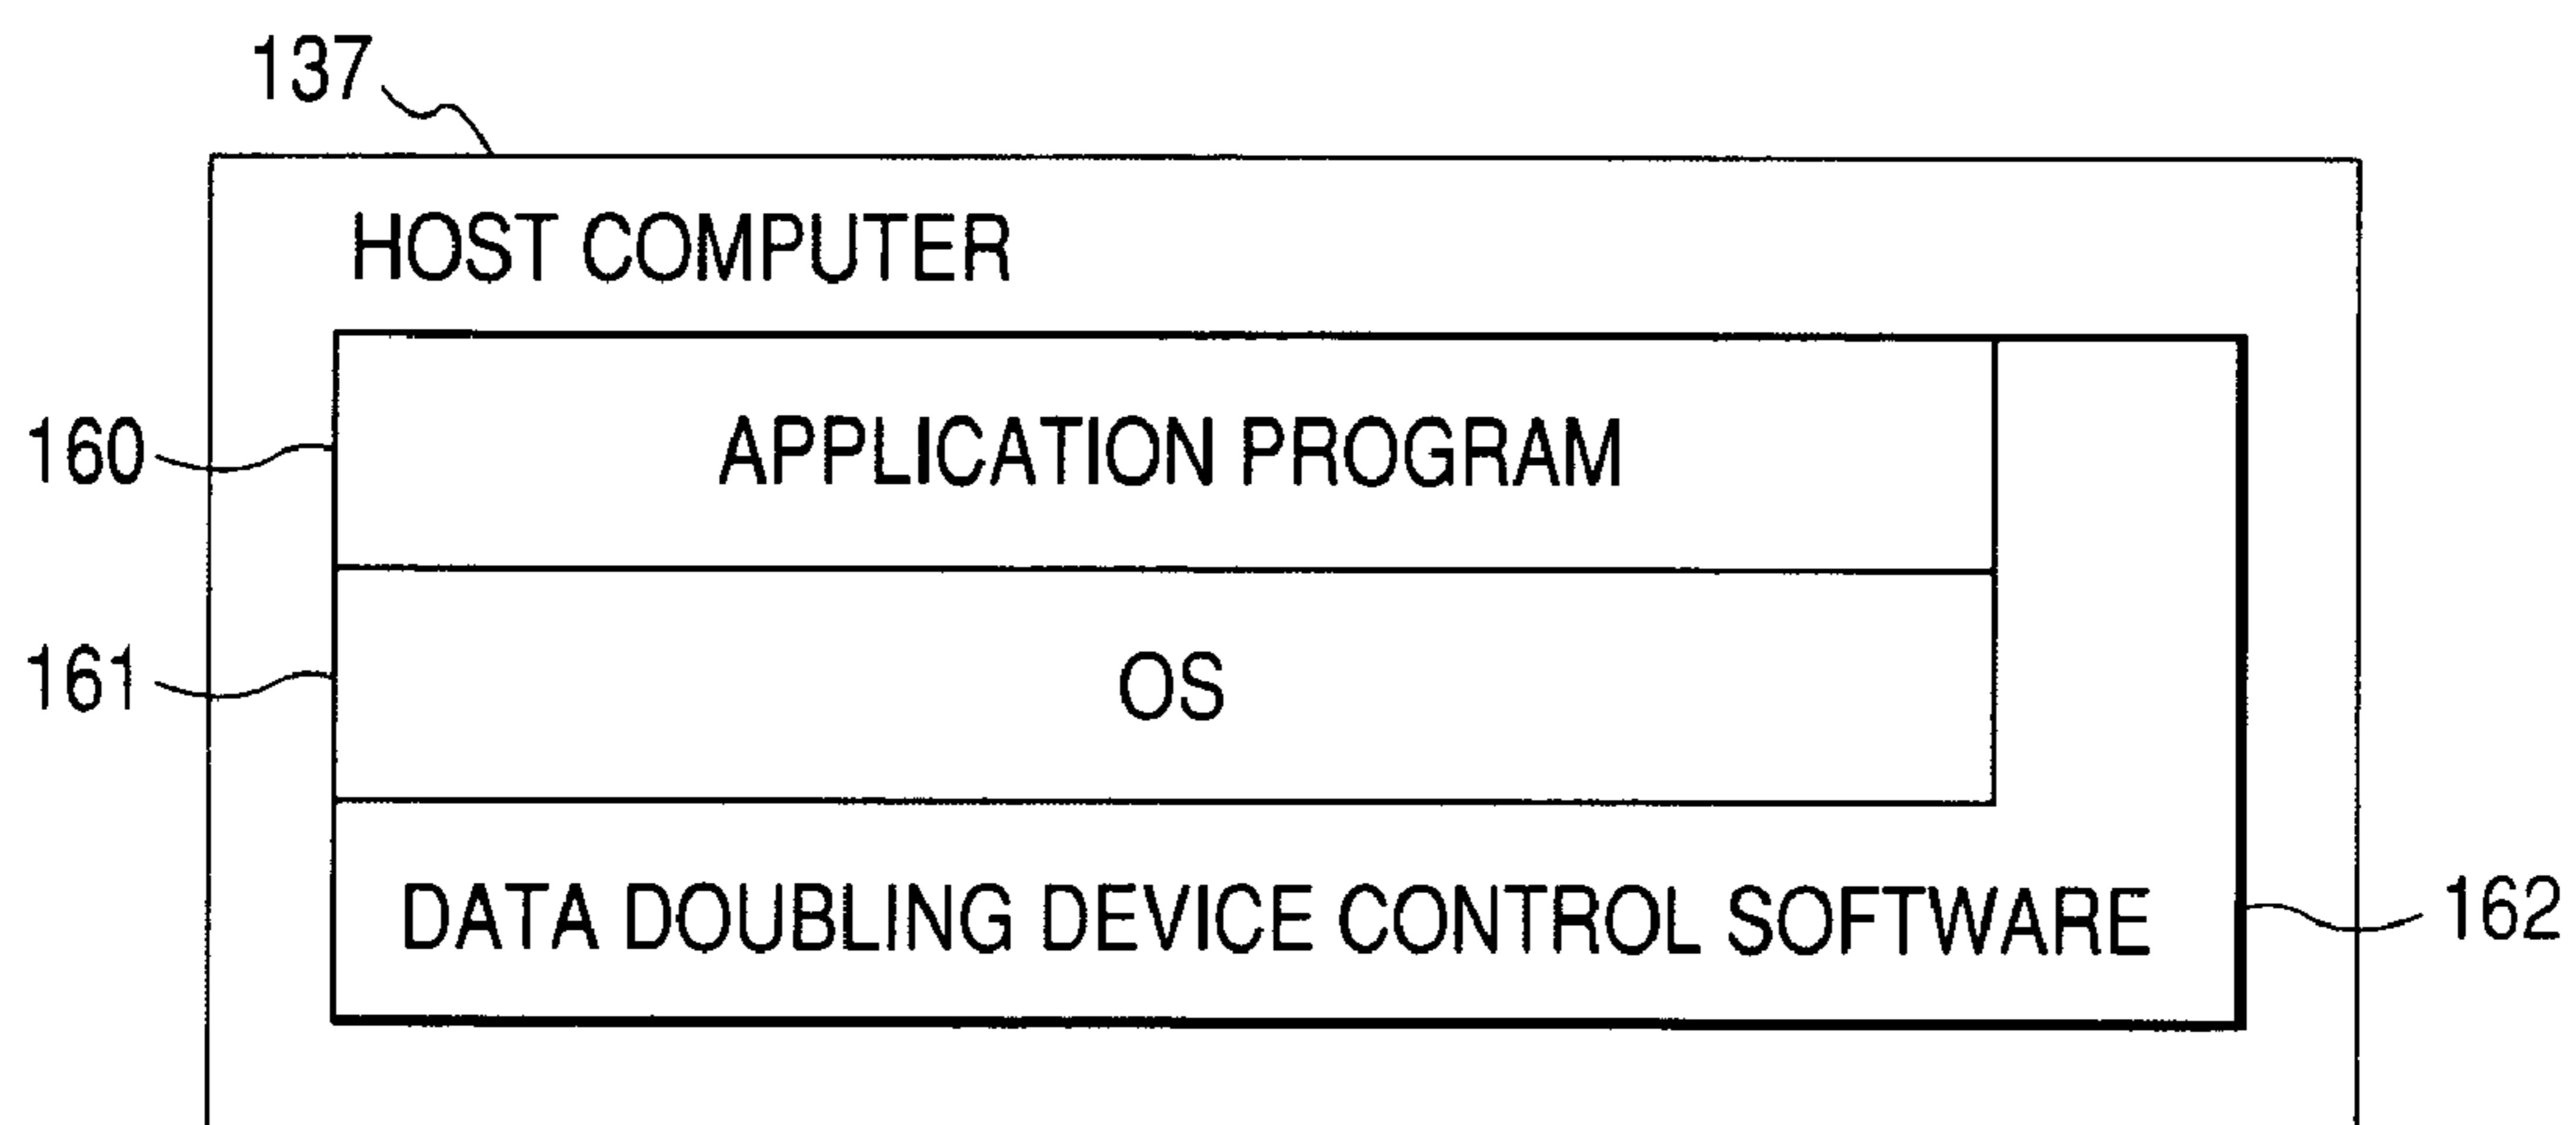 137
HOST COMPUTER
160
APPLICATION PROGRAM
161
OS
DATA DOUBLING DEVICE CONTROL SOFTWARE
162